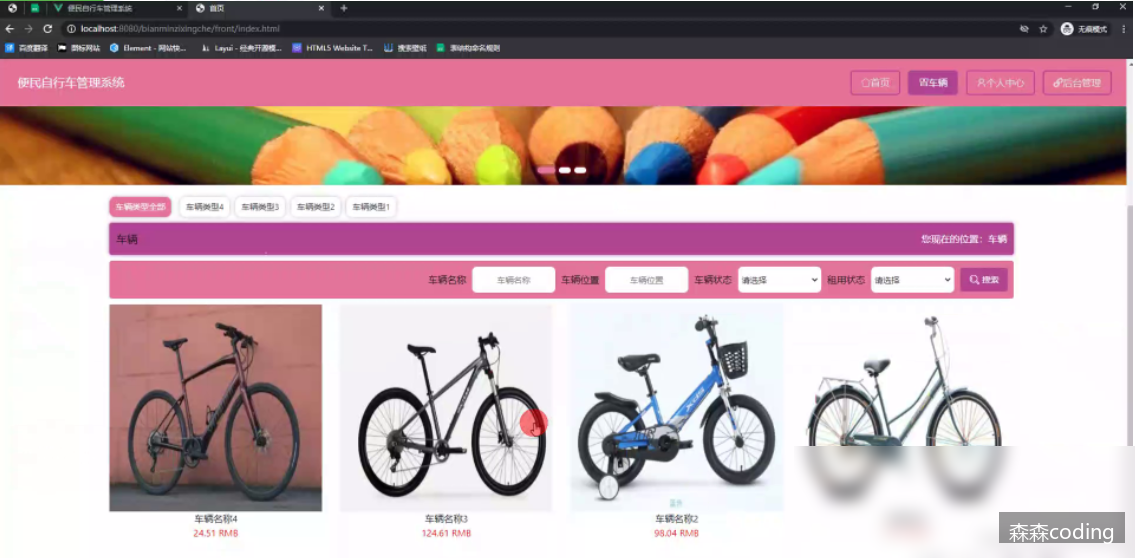 便民自行车管理系统
首页
localhost:8080/bianminzixingche/front/index.html
无痕模式
百度翻译
图标网站
Element - 网站快...
Layui - 经典开源模...
HTML5 Website T...
搜索壁纸
表结构命名规则
便民自行车管理系统
首页
车辆
个人中心
后台管理
车辆类型全部
车辆类型4
车辆类型3
车辆类型2
车辆类型1
车辆
您现在的位置: 车辆
车辆名称
车辆名称
车辆位置
车辆位置
车辆状态
请选择
租用状态
请选择
搜索
车辆名称4
车辆名称3
车辆名称2
24.51 RMB
124.61 RMB
98.04 RMB
森森coding